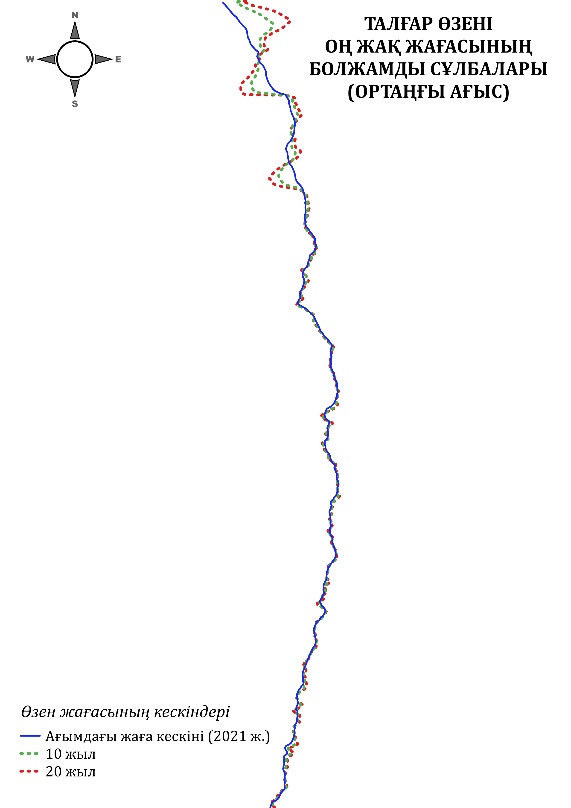 N
W E
S
ТАЛҒАР ӨЗЕНІ
ОҢ ЖАҚ ЖАҒАСЫНЫҢ
БОЛЖАМДЫ СҰЛБАЛАРЫ
(ОРТАҢҒЫ АҒЫС)
Өзен жағасының кескіндері
Ағымдағы жаға кескіні (2021 ж.)
10 жыл
20 жыл